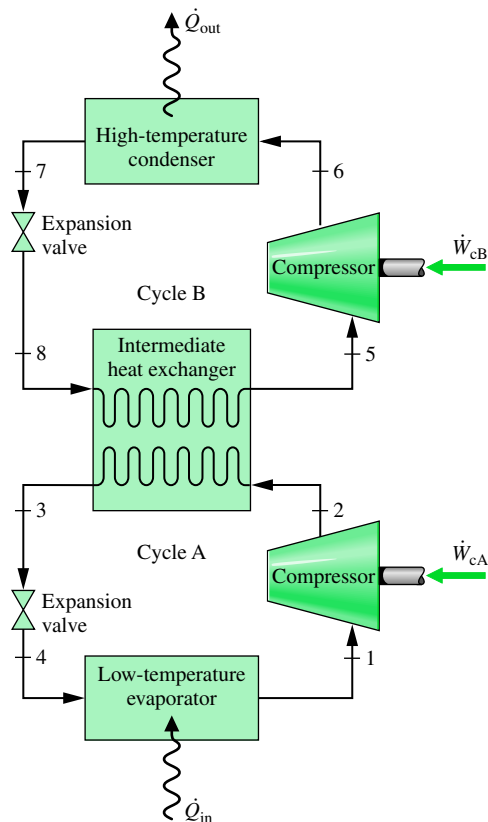 Q̇out
High-temperature
condenser
7
6
Expansion
valve
Compressor
ẆcB
Cycle B
8
Intermediate
heat exchanger
5
3
2
Cycle A
ẆcA
Compressor
Expansion
valve
4
Low-temperature
evaporator
1
Q̇in